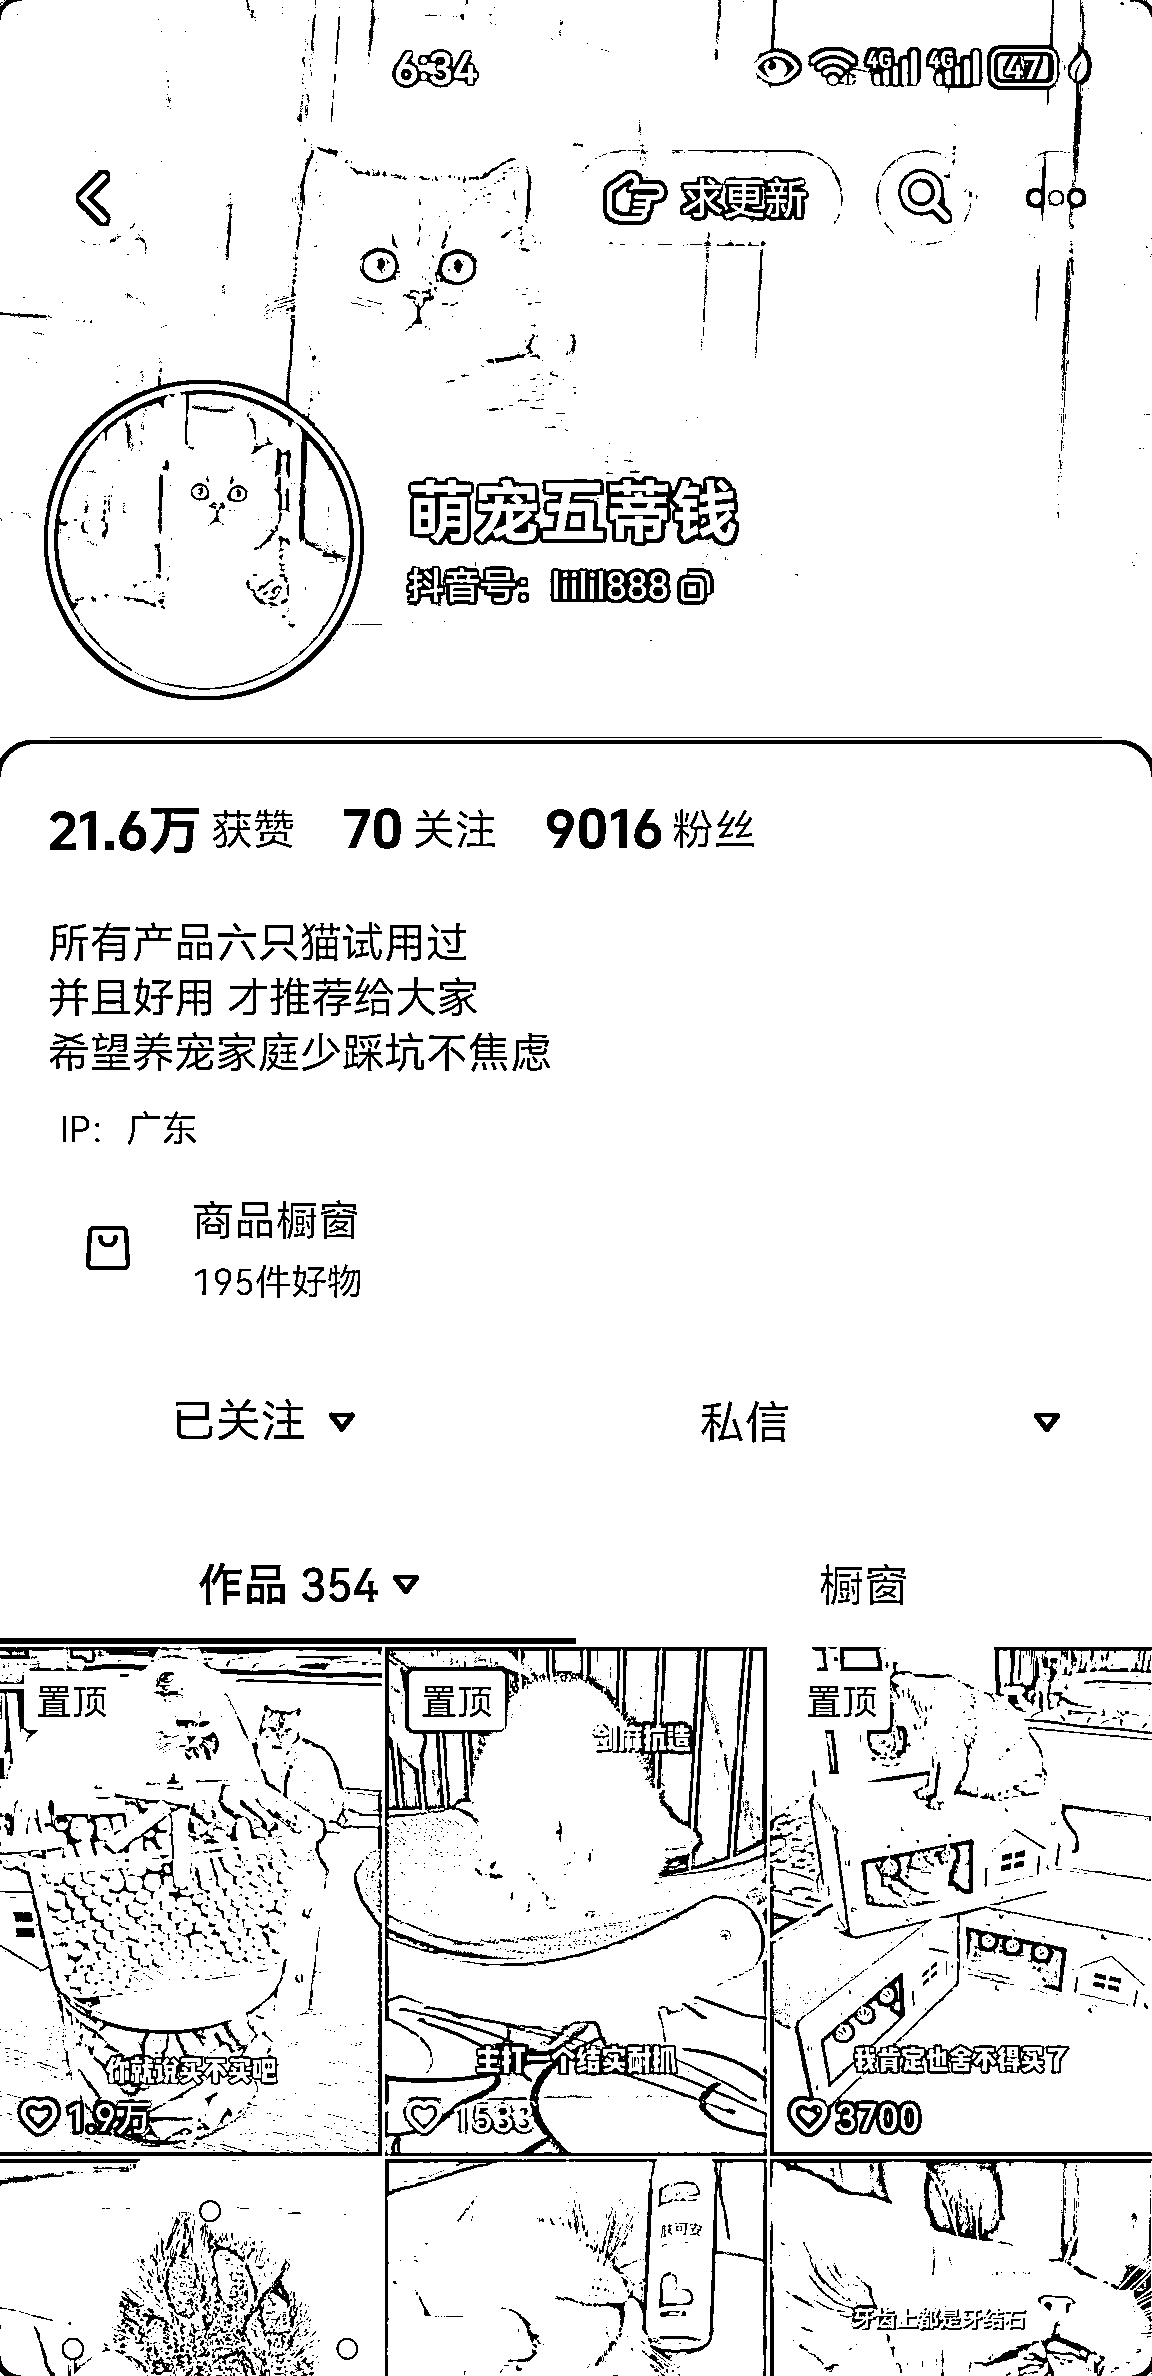 6:34
4G 4G 47
求更新
萌宠五蒂钱
抖音号：liilil888
21.6万 获赞 70 关注 9016 粉丝
所有产品六只猫试用过
并且好用 才推荐给大家
希望养宠家庭少踩坑不焦虑
IP：广东
商品橱窗
195件好物
已关注 私信
作品 354 橱窗
置顶 置顶 置顶
剑麻抗造
你就说买不买吧 主打一个结实耐抓 我肯定也舍不得买了
1.9万 1583 3700
肤可安
牙齿上都是牙结石